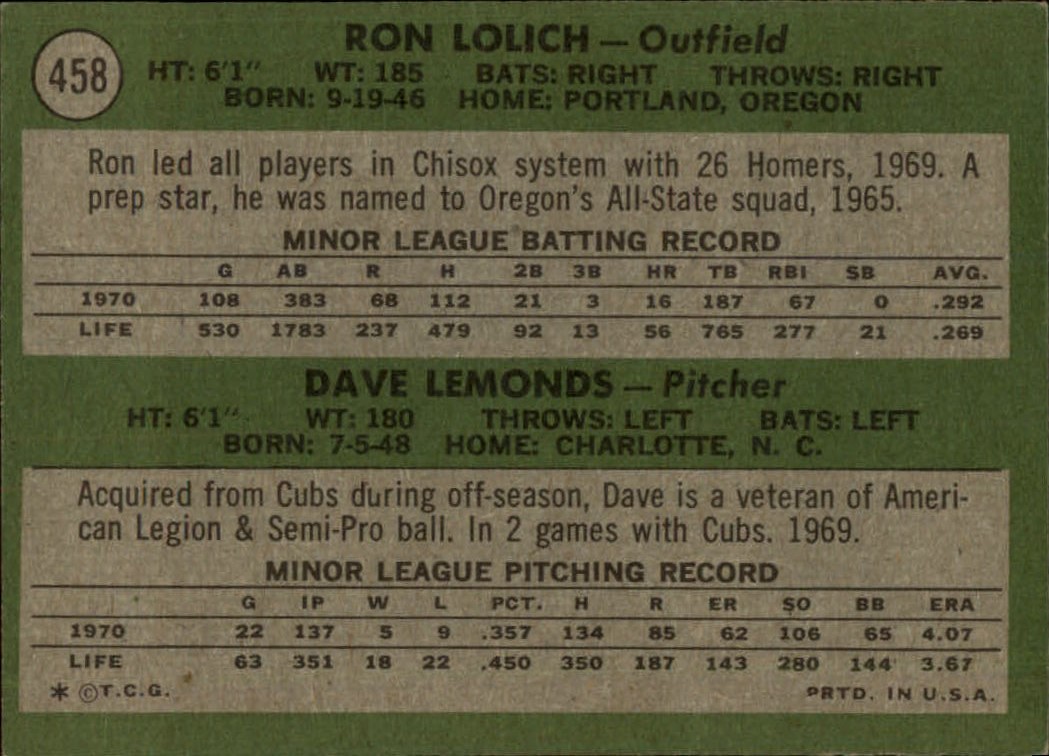 458
RON LOLICH — Outfield
HT: 6'1" WT: 185 BATS: RIGHT THROWS: RIGHT
BORN: 9-19-46 HOME: PORTLAND, OREGON
Ron led all players in Chisox system with 26 Homers, 1969. A
prep star, he was named to Oregon's All-State squad, 1965.
MINOR LEAGUE BATTING RECORD
G AB R H 2B 3B HR TB RBI SB AVG.
1970 108 383 68 112 21 3 16 187 67 0 .292
LIFE 530 1783 237 479 92 13 56 765 277 21 .269
DAVE LEMONDS — Pitcher
HT: 6'1" WT: 180 THROWS: LEFT BATS: LEFT
BORN: 7-5-48 HOME: CHARLOTTE, N. C.
Acquired from Cubs during off-season, Dave is a veteran of Ameri-
can Legion & Semi-Pro ball. In 2 games with Cubs. 1969.
MINOR LEAGUE PITCHING RECORD
G IP W L PCT. H R ER SO BB ERA
1970 22 137 5 9 .357 134 85 62 106 65 4.07
LIFE 63 351 18 22 .450 350 187 143 280 144 3.67
* ©T.C.G. PRTD. IN U.S.A.